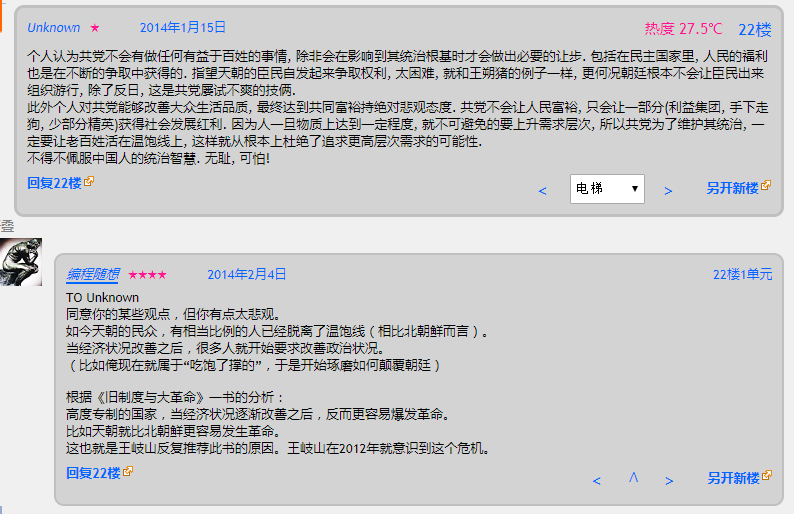 Unknown ★ 2014年1月15日 热度 27.5℃ 22楼
个人认为共党不会有做任何有益于百姓的事情, 除非会在影响到其统治根基时才会做出必要的让步. 包括在民主国家里, 人民的福利
也是在不断的争取中获得的. 指望天朝的臣民自发起来争取权利, 太困难, 就和王朔猪的例子一样, 更何况朝廷根本不会让臣民出来
组织游行, 除了反日, 这是共党屡试不爽的技俩.
此外个人对共党能够改善大众生活品质, 最终达到共同富裕持绝对悲观态度. 共党不会让人民富裕, 只会让一部分(利益集团, 手下走
狗, 少部分精英)获得社会发展红利. 因为人一旦物质上达到一定程度, 就不可避免的要上升需求层次, 所以共党为了维护其统治, 一
定要让老百姓活在温饱线上, 这样就从根本上杜绝了追求更高层次需求的可能性.
不得不佩服中国人的统治智慧. 无耻, 可怕!
回复22楼 < 电梯 ▼ > 另开新楼
叠
编程随想 ★★★★ 2014年2月4日 22楼1单元
TO Unknown
同意你的某些观点，但你有点太悲观。
如今天朝的民众，有相当比例的人已经脱离了温饱线（相比北朝鲜而言）。
当经济状况改善之后，很多人就开始要求改善政治状况。
（比如俺现在就属于“吃饱了撑的”，于是开始琢磨如何颠覆朝廷）
根据《旧制度与大革命》一书的分析：
高度专制的国家，当经济状况逐渐改善之后，反而更容易爆发革命。
比如天朝就比北朝鲜更容易发生革命。
这也就是王岐山反复推荐此书的原因。王岐山在2012年就意识到这个危机。
回复22楼 < /\ > 另开新楼